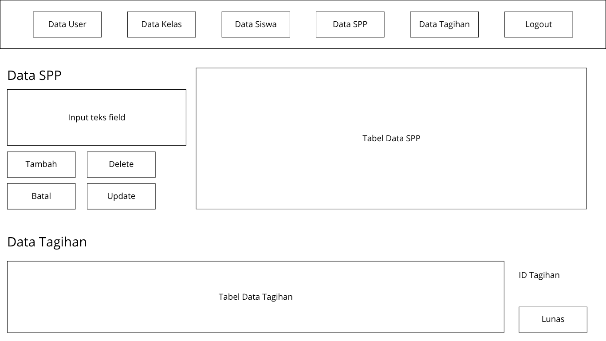 Data User
Data Kelas
Data Siswa
Data SPP
Data Tagihan
Logout
Data SPP
Input teks field
Tambah
Delete
Batal
Update
Tabel Data SPP
Data Tagihan
Tabel Data Tagihan
ID Tagihan
Lunas